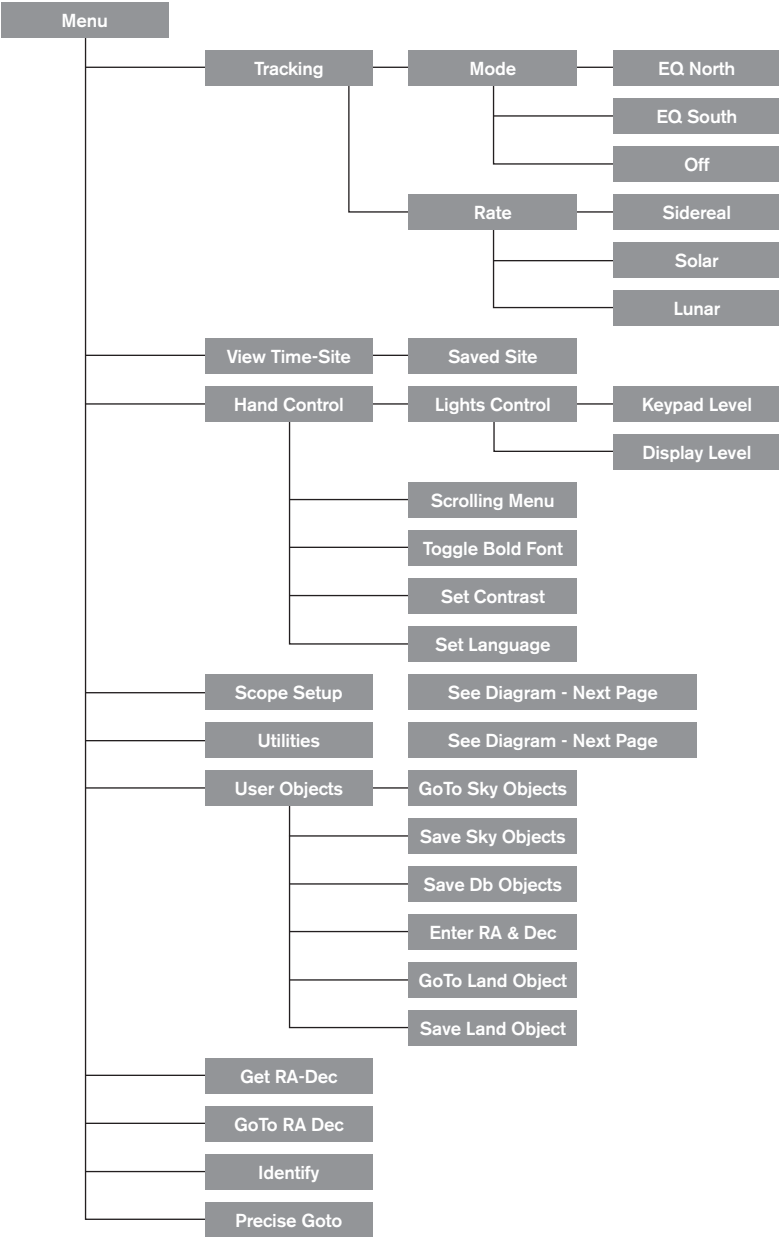 Menu
Tracking Mode EQ North
EQ South
Off
Rate Sidereal
Solar
Lunar
View Time-Site Saved Site
Hand Control Lights Control Keypad Level
Display Level
Scrolling Menu
Toggle Bold Font
Set Contrast
Set Language
Scope Setup See Diagram - Next Page
Utilities See Diagram - Next Page
User Objects GoTo Sky Objects
Save Sky Objects
Save Db Objects
Enter RA & Dec
GoTo Land Object
Save Land Object
Get RA-Dec
GoTo RA Dec
Identify
Precise Goto